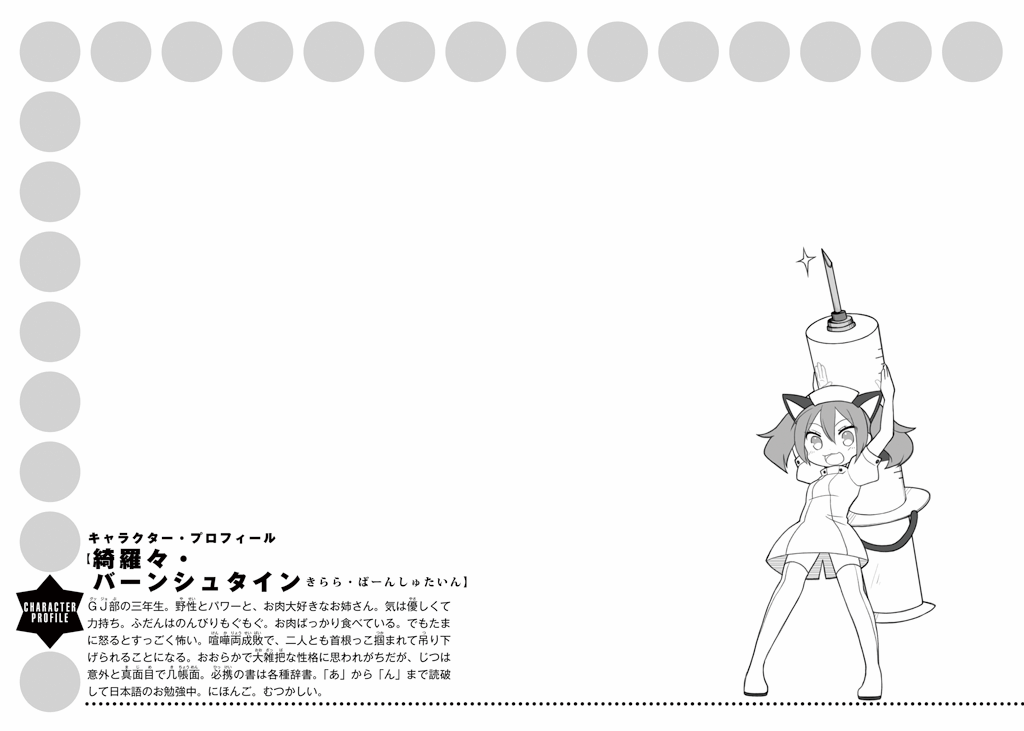 キャラクター・プロフィール
【綺羅々・
バーンシュタイン きらら・ばーんしゅたいん】
CHARACTER
PROFILE
GJ部の三年生。野性とパワーと、お肉大好きなお姉さん。気は優しくて
力持ち。ふだんはのんびりもぐもぐ。お肉ばっかり食べている。でもたま
に怒るとすっごく怖い。喧嘩両成敗で、二人とも首根っこ掴まれて吊り下
げられることになる。おおらかで大雑把な性格に思われがちだが、じつは
意外と真面目で几帳面。必携の書は各種辞書。「あ」から「ん」まで読破
して日本語のお勉強中。にほんご。むつかしい。